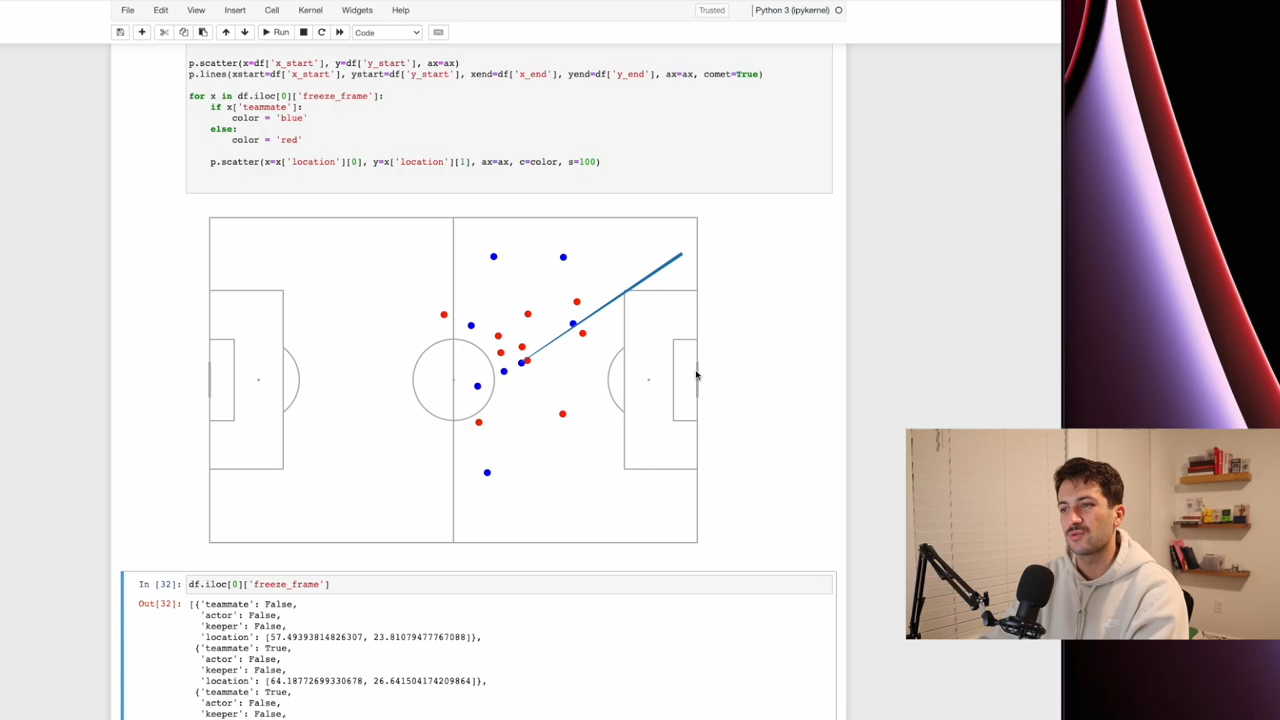 File Edit View Insert Cell Kernel Widgets Help Trusted Python 3 (ipykernel)
Run Code
p.scatter(x=df['x_start'], y=df['y_start'], ax=ax)
p.lines(xstart=df['x_start'], ystart=df['y_start'], xend=df['x_end'], yend=df['y_end'], ax=ax, comet=True)
for x in df.iloc[0]['freeze_frame']:
if x['teammate']:
color = 'blue'
else:
color = 'red'
p.scatter(x=x['location'][0], y=x['location'][1], ax=ax, c=color, s=100)
In [32]: df.iloc[0]['freeze_frame']
Out[32]: [{'teammate': False,
'actor': False,
'keeper': False,
'location': [57.49393814826307, 23.81079477767088]},
{'teammate': True,
'actor': False,
'keeper': False,
'location': [64.18772699330678, 26.641504174209864]},
{'teammate': True,
'actor': False,
'keeper': False,